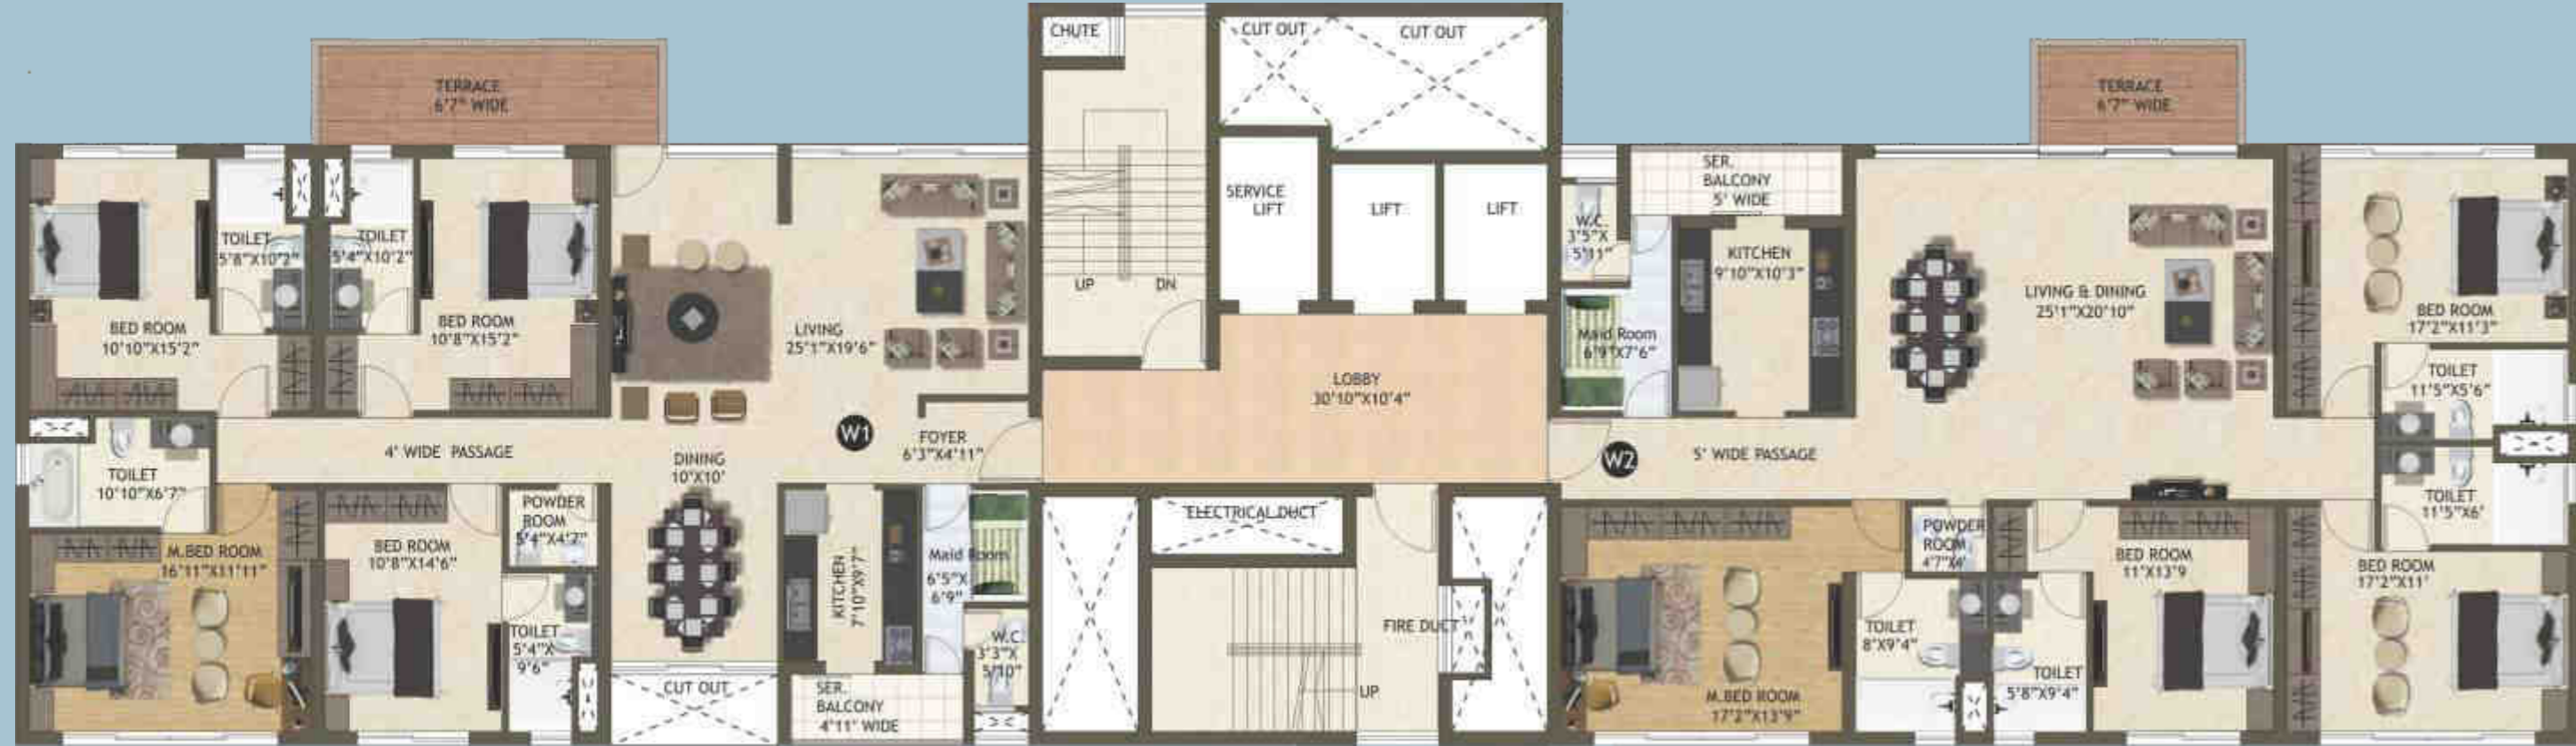 CHUTE
CUT OUT
CUT OUT
TERRACE
6'7" WIDE
TERRACE
6'7" WIDE
TOILET
5'8"X10'2"
TOILET
5'4"X10'2"
BED ROOM
10'10"X15'2"
BED ROOM
10'8"X15'2"
LIVING
25'1"X19'6"
UP
DN
SERVICE
LIFT
LIFT
LIFT
W.C.
3'5"X
5'11"
SER.
BALCONY
5' WIDE
KITCHEN
9'10"X10'3"
Maid Room
6'9"X7'6"
LIVING & DINING
25'1"X20'10"
BED ROOM
17'2"X11'3"
TOILET
11'5"X5'6"
LOBBY
30'10"X10'4"
W1
FOYER
6'3"X4'11"
4' WIDE PASSAGE
DINING
10'X10'
TOILET
10'10"X6'7"
W2
5' WIDE PASSAGE
TOILET
11'5"X6'
M.BED ROOM
16'11"X11'11"
BED ROOM
10'8"X14'6"
POWDER
ROOM
5'4"X4'7"
TOILET
5'4"X
9'6"
KITCHEN
7'10"X9'7"
Maid Room
6'5"X
6'9"
W.C.
3'3"X
5'10"
CUT OUT
SER.
BALCONY
4'11' WIDE
ELECTRICAL DUCT
FIRE DUCT
UP
M.BED ROOM
17'2"X13'9"
POWDER
ROOM
4'7"X4'
TOILET
8'X9'4"
TOILET
5'8"X9'4"
BED ROOM
11'X13'9
BED ROOM
17'2"X11'